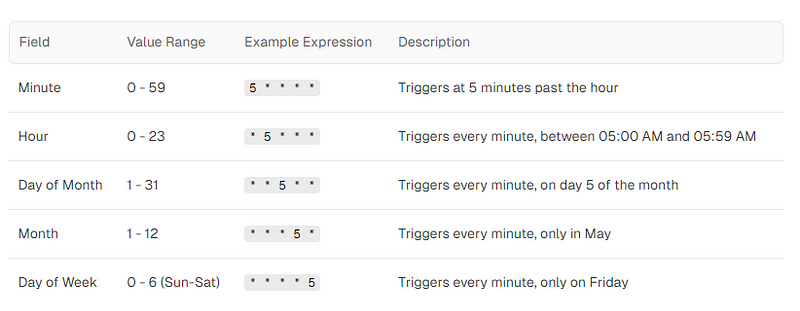 Field Value Range Example Expression Description
Minute 0 - 59 5 * * * * Triggers at 5 minutes past the hour
Hour 0 - 23 * 5 * * * Triggers every minute, between 05:00 AM and 05:59 AM
Day of Month 1 - 31 * * 5 * * Triggers every minute, on day 5 of the month
Month 1 - 12 * * * 5 * Triggers every minute, only in May
Day of Week 0 - 6 (Sun-Sat) * * * * 5 Triggers every minute, only on Friday